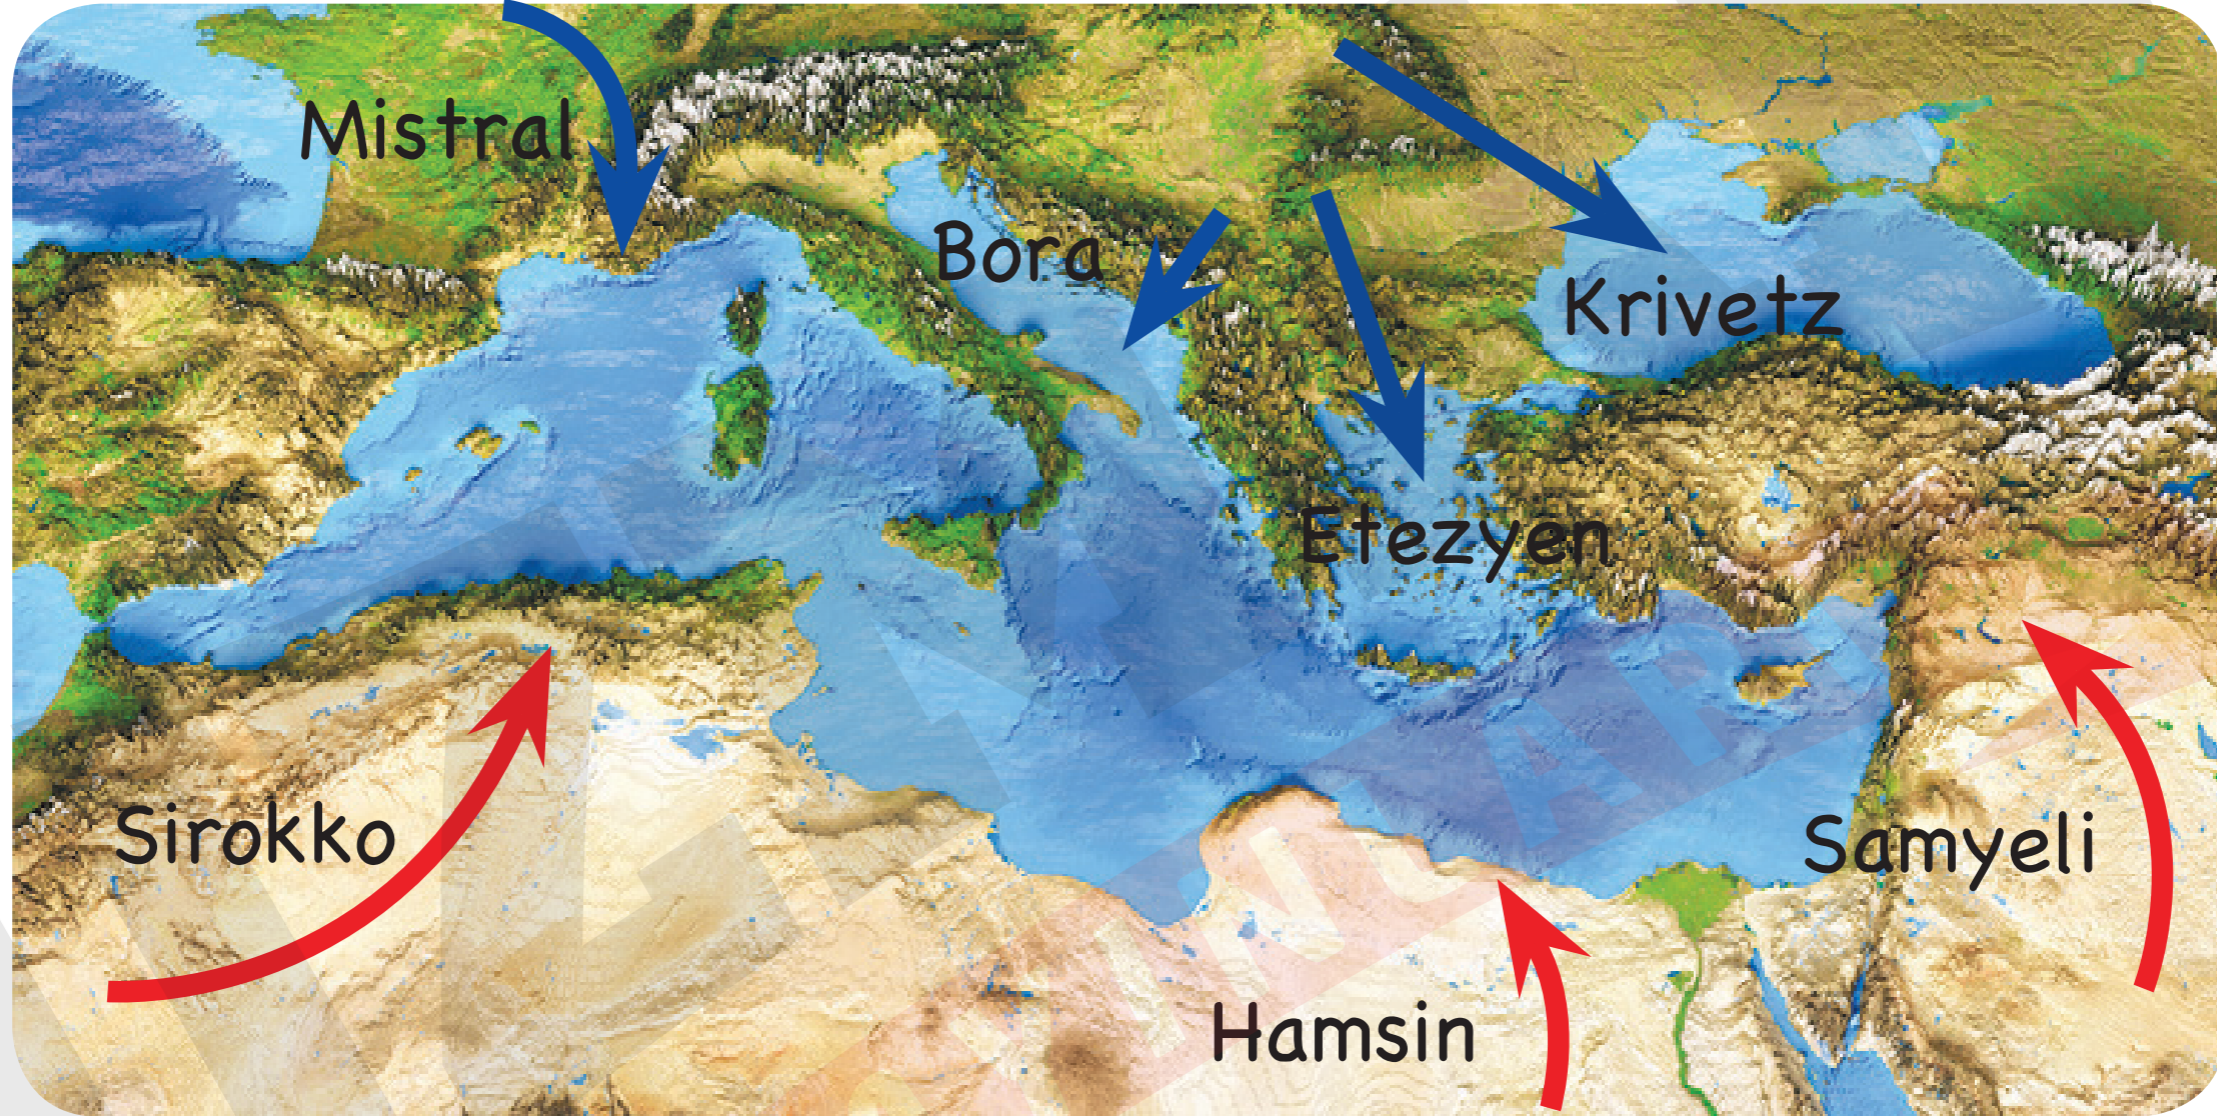 Mistral
Bora
Krivetz
Etezyen
Sirokko
Samyeli
Hamsin